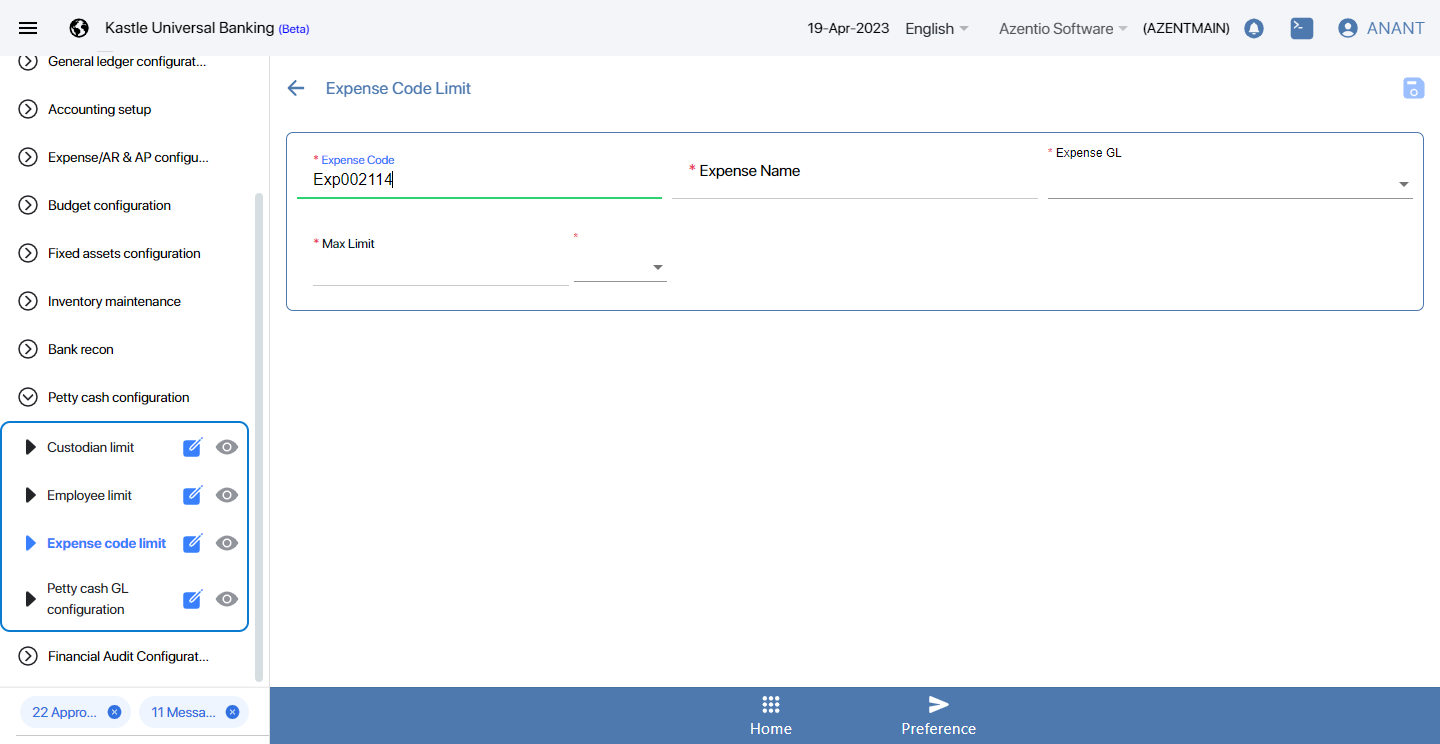 Kastle Universal Banking (Beta)
19-Apr-2023
English
Azentio Software
(AZENTMAIN)
ANANT
General ledger configurat...
Accounting setup
Expense/AR & AP configu...
Budget configuration
Fixed assets configuration
Inventory maintenance
Bank recon
Petty cash configuration
Custodian limit
Employee limit
Expense code limit
Petty cash GL
configuration
Financial Audit Configurat...
22 Appro...
11 Messa...
Expense Code Limit
* Expense Code
Exp002114
* Expense Name
* Expense GL
* Max Limit
*
Home
Preference